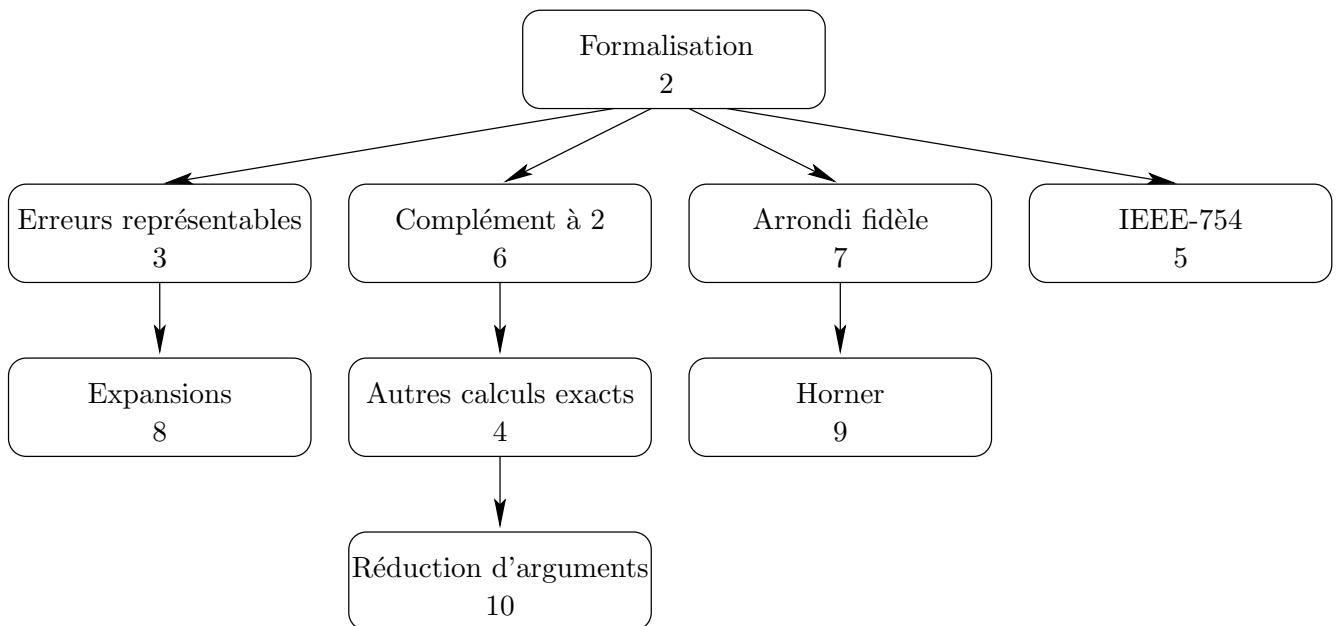 Formalisation
2
Erreurs représentables
3
Complément à 2
6
Arrondi fidèle
7
IEEE-754
5
Expansions
8
Autres calculs exacts
4
Horner
9
Réduction d'arguments
10